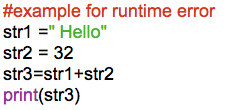 #example for runtime error
str1 =" Hello"
str2 = 32
str3=str1+str2
print(str3)